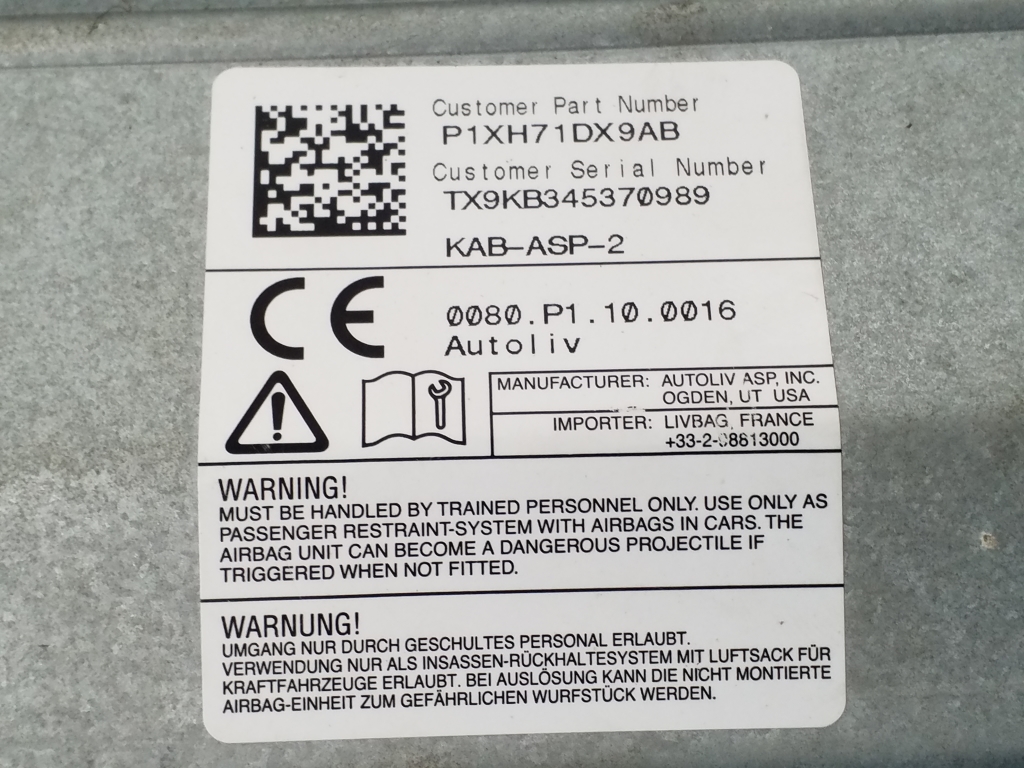 Customer Part Number
P1XH71DX9AB
Customer Serial Number
TX9KB345370989
KAB-ASP-2
CE
0080.P1.10.0016
Autoliv
MANUFACTURER: AUTOLIV ASP, INC.
OGDEN, UT USA
IMPORTER: LIVBAG, FRANCE
WARNING!
MUST BE HANDLED BY TRAINED PERSONNEL ONLY. USE ONLY AS
PASSENGER RESTRAINT-SYSTEM WITH AIRBAGS IN CARS. THE
AIRBAG UNIT CAN BECOME A DANGEROUS PROJECTILE IF
TRIGGERED WHEN NOT FITTED.
WARNUNG!
UMGANG NUR DURCH GESCHULTES PERSONAL ERLAUBT.
VERWENDUNG NUR ALS INSASSEN-RÜCKHALTESYSTEM MIT LUFTSACK FÜR
KRAFTFAHRZEUGE ERLAUBT. BEI AUSLÖSUNG KANN DIE NICHT MONTIERTE
AIRBAG-EINHEIT ZUM GEFÄHRLICHEN WURFSTÜCK WERDEN.